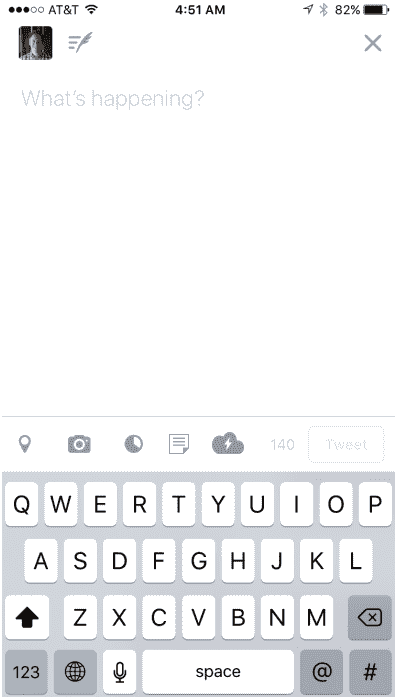 AT&T 4:51 AM 82%
What's happening?
140 Tweet
Q W E R T Y U I O P
A S D F G H J K L
Z X C V B N M
123 space @ #